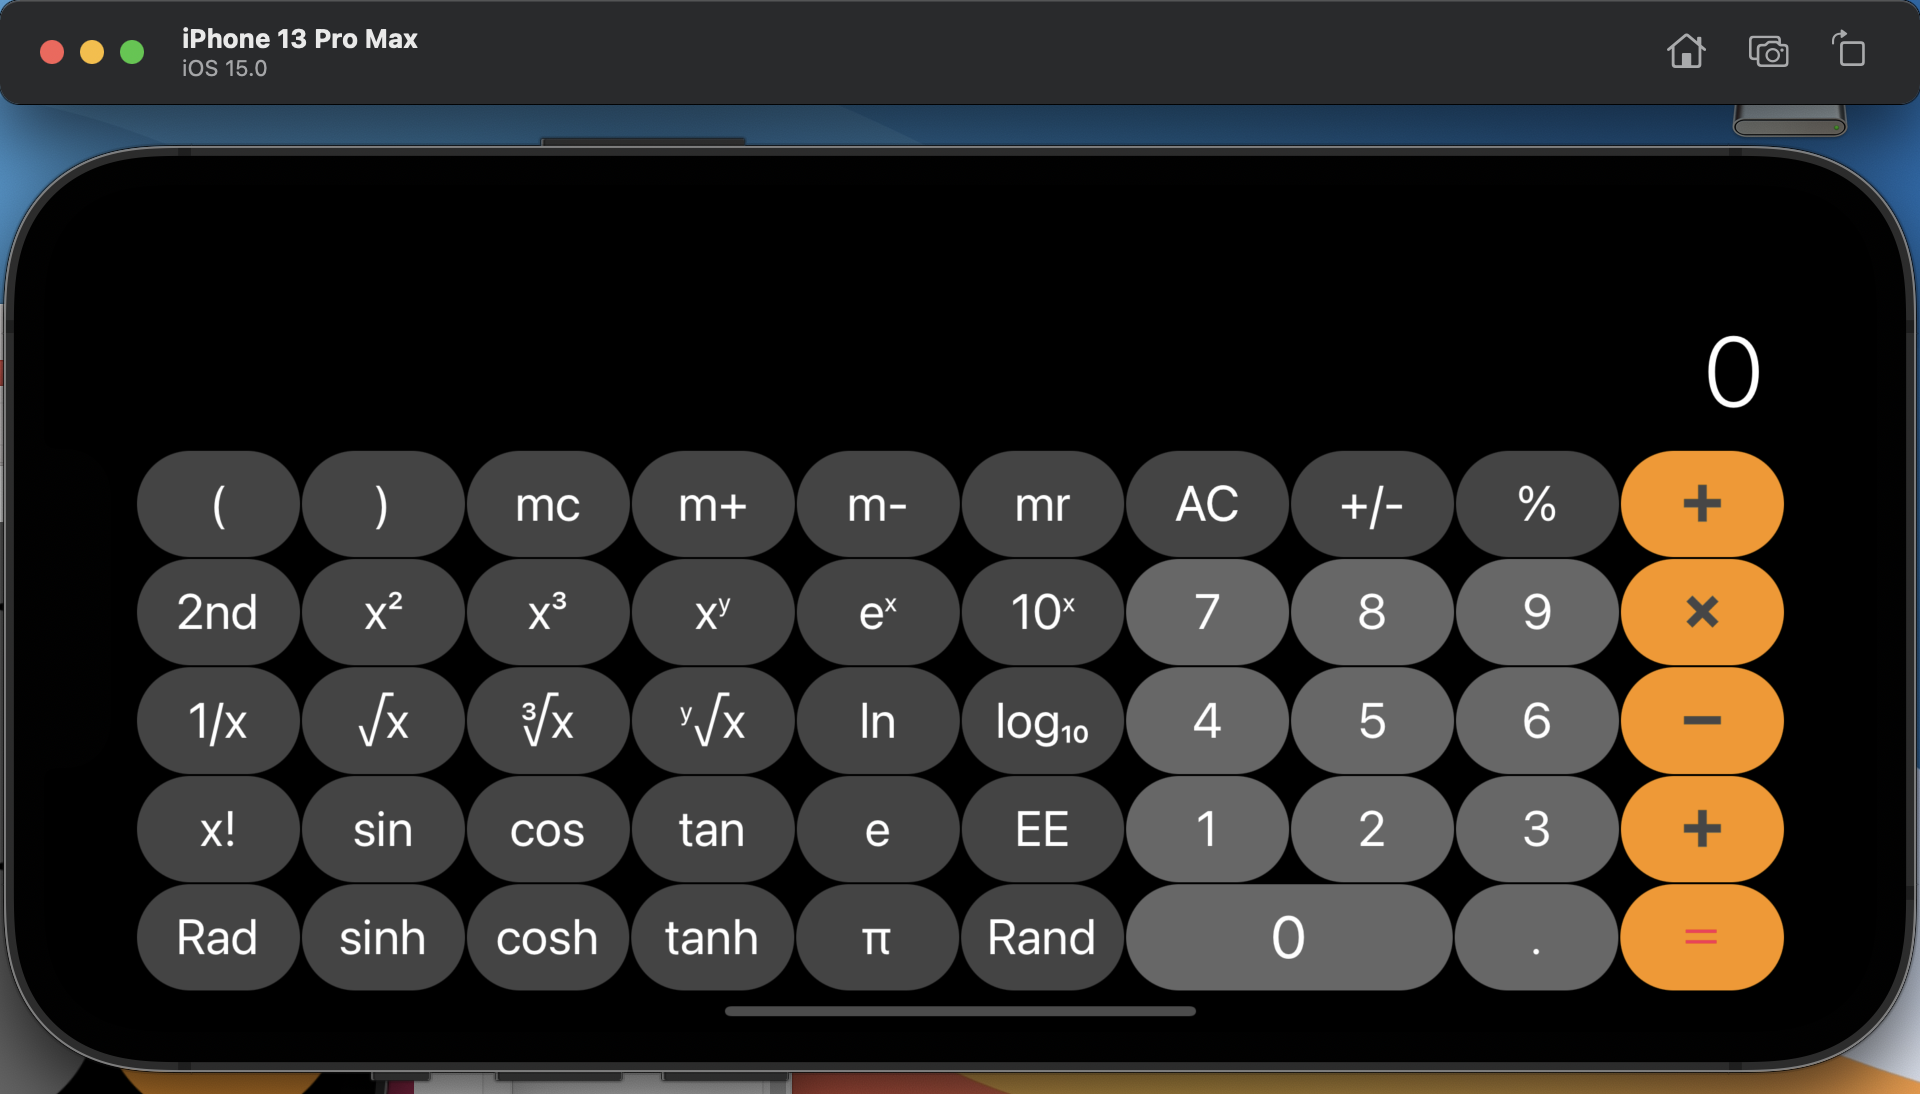 iPhone 13 Pro Max
iOS 15.0
0
( ) mc m+ m- mr AC +/- % +
2nd x² x³ xʸ eˣ 10ˣ 7 8 9 ×
1/x √x ³√x ʸ√x ln log₁₀ 4 5 6 −
x! sin cos tan e EE 1 2 3 +
Rad sinh cosh tanh π Rand 0 . =